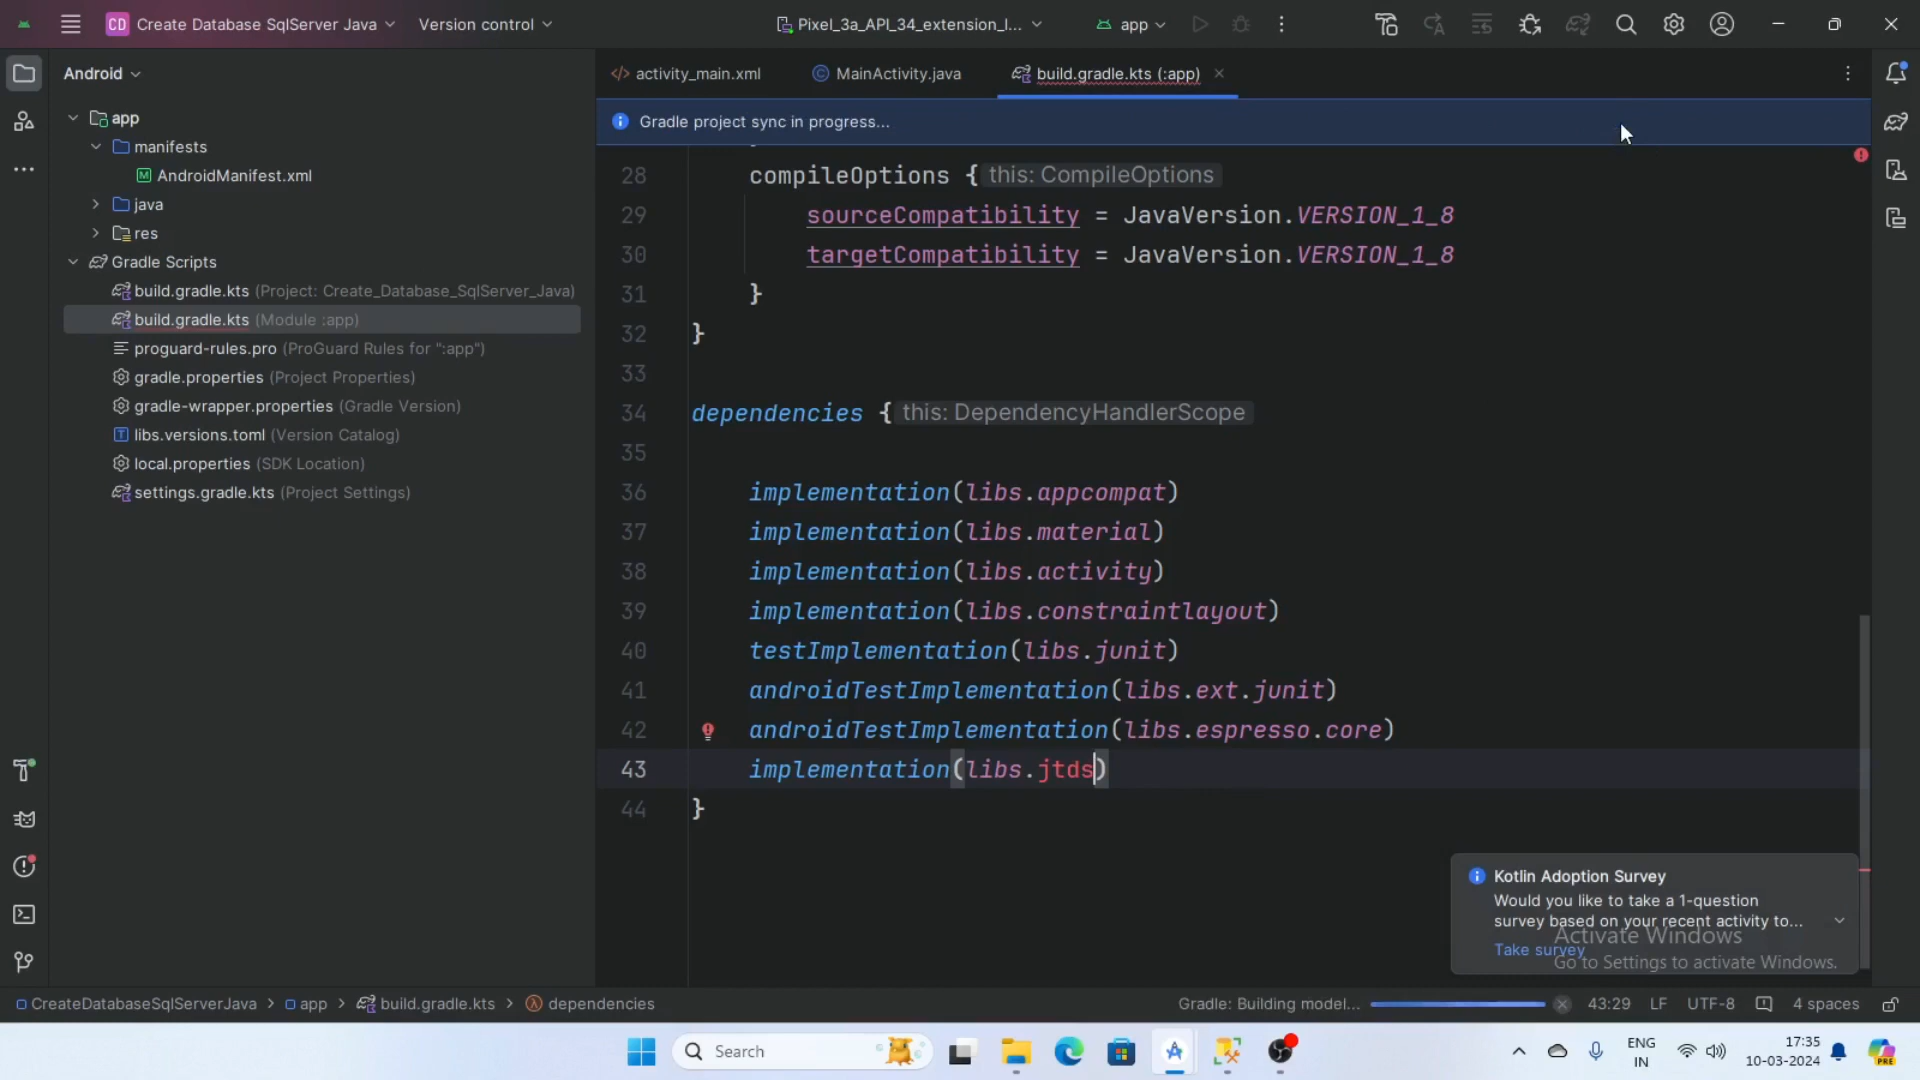 CD Create Database SqlServer Java Version control Pixel_3a_API_34_extension_l... app
Android
app
manifests
AndroidManifest.xml
java
res
Gradle Scripts
build.gradle.kts (Project: Create_Database_SqlServer_Java)
build.gradle.kts (Module :app)
proguard-rules.pro (ProGuard Rules for ":app")
gradle.properties (Project Properties)
gradle-wrapper.properties (Gradle Version)
libs.versions.toml (Version Catalog)
local.properties (SDK Location)
settings.gradle.kts (Project Settings)
activity_main.xml MainActivity.java build.gradle.kts (:app)
Gradle project sync in progress...
28 compileOptions { this: CompileOptions
29 sourceCompatibility = JavaVersion.VERSION_1_8
30 targetCompatibility = JavaVersion.VERSION_1_8
31 }
32 }
33
34 dependencies { this: DependencyHandlerScope
35
36 implementation(libs.appcompat)
37 implementation(libs.material)
38 implementation(libs.activity)
39 implementation(libs.constraintlayout)
40 testImplementation(libs.junit)
41 androidTestImplementation(libs.ext.junit)
42 androidTestImplementation(libs.espresso.core)
43 implementation(libs.jtds)
44 }
Kotlin Adoption Survey
Would you like to take a 1-question
survey based on your recent activity to...
Take survey
Activate Windows
Go to Settings to activate Windows.
CreateDatabaseSqlServerJava > app > build.gradle.kts > dependencies Gradle: Building model... 43:29 LF UTF-8 4 spaces
Search
ENG
IN
17:35
10-03-2024
PRE